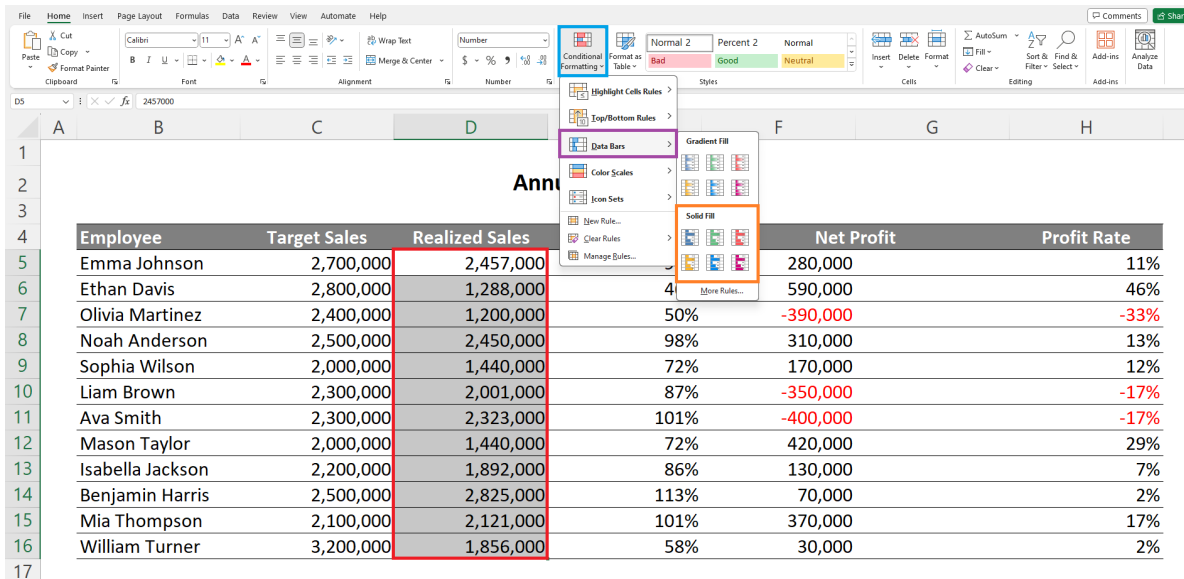 File Home Insert Page Layout Formulas Data Review View Automate Help Comments Shar
Cut
Copy
Format Painter
Paste
Calibri 11 A^ A˅
B I U A
Wrap Text
Merge & Center
Number
$ % 9
Conditional Formatting
Format as Table
Normal 2 Percent 2 Normal
Bad Good Neutral
Insert Delete Format
AutoSum
Fill
Clear
Sort & Filter
Find & Select
Add-ins
Analyze Data
Clipboard Font Alignment Number Styles Cells Editing Add-ins
D5 fx 2457000
Highlight Cells Rules
Top/Bottom Rules
Data Bars
Color Scales
Icon Sets
New Rule...
Clear Rules
Manage Rules...
Gradient Fill
Solid Fill
More Rules...
A B C D F G H
1
2 Annu
3
4 Employee Target Sales Realized Sales Net Profit Profit Rate
5 Emma Johnson 2,700,000 2,457,000 280,000 11%
6 Ethan Davis 2,800,000 1,288,000 4 590,000 46%
7 Olivia Martinez 2,400,000 1,200,000 50% -390,000 -33%
8 Noah Anderson 2,500,000 2,450,000 98% 310,000 13%
9 Sophia Wilson 2,000,000 1,440,000 72% 170,000 12%
10 Liam Brown 2,300,000 2,001,000 87% -350,000 -17%
11 Ava Smith 2,300,000 2,323,000 101% -400,000 -17%
12 Mason Taylor 2,000,000 1,440,000 72% 420,000 29%
13 Isabella Jackson 2,200,000 1,892,000 86% 130,000 7%
14 Benjamin Harris 2,500,000 2,825,000 113% 70,000 2%
15 Mia Thompson 2,100,000 2,121,000 101% 370,000 17%
16 William Turner 3,200,000 1,856,000 58% 30,000 2%
17